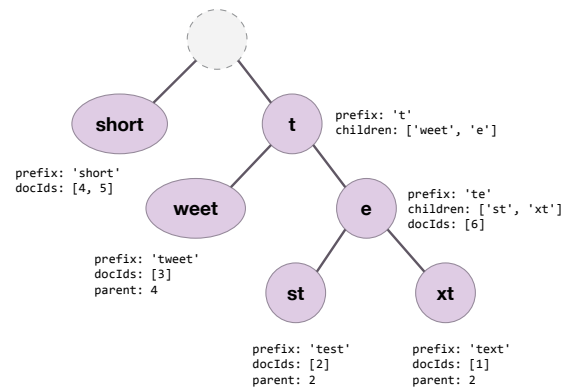 short
prefix: 'short'
docIds: [4, 5]
t
prefix: 't'
children: ['weet', 'e']
weet
prefix: 'tweet'
docIds: [3]
parent: 4
e
prefix: 'te'
children: ['st', 'xt']
docIds: [6]
st
prefix: 'test'
docIds: [2]
parent: 2
xt
prefix: 'text'
docIds: [1]
parent: 2